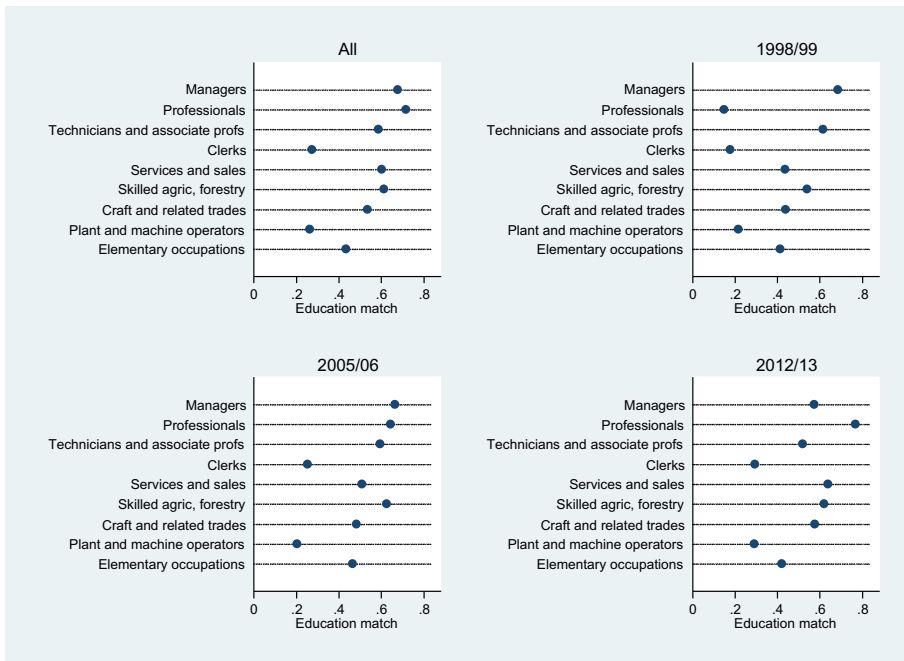 All
Managers
Professionals
Technicians and associate profs
Clerks
Services and sales
Skilled agric, forestry
Craft and related trades
Plant and machine operators
Elementary occupations
0 .2 .4 .6 .8
Education match
1998/99
Managers
Professionals
Technicians and associate profs
Clerks
Services and sales
Skilled agric, forestry
Craft and related trades
Plant and machine operators
Elementary occupations
0 .2 .4 .6 .8
Education match
2005/06
Managers
Professionals
Technicians and associate profs
Clerks
Services and sales
Skilled agric, forestry
Craft and related trades
Plant and machine operators
Elementary occupations
0 .2 .4 .6 .8
Education match
2012/13
Managers
Professionals
Technicians and associate profs
Clerks
Services and sales
Skilled agric, forestry
Craft and related trades
Plant and machine operators
Elementary occupations
0 .2 .4 .6 .8
Education match